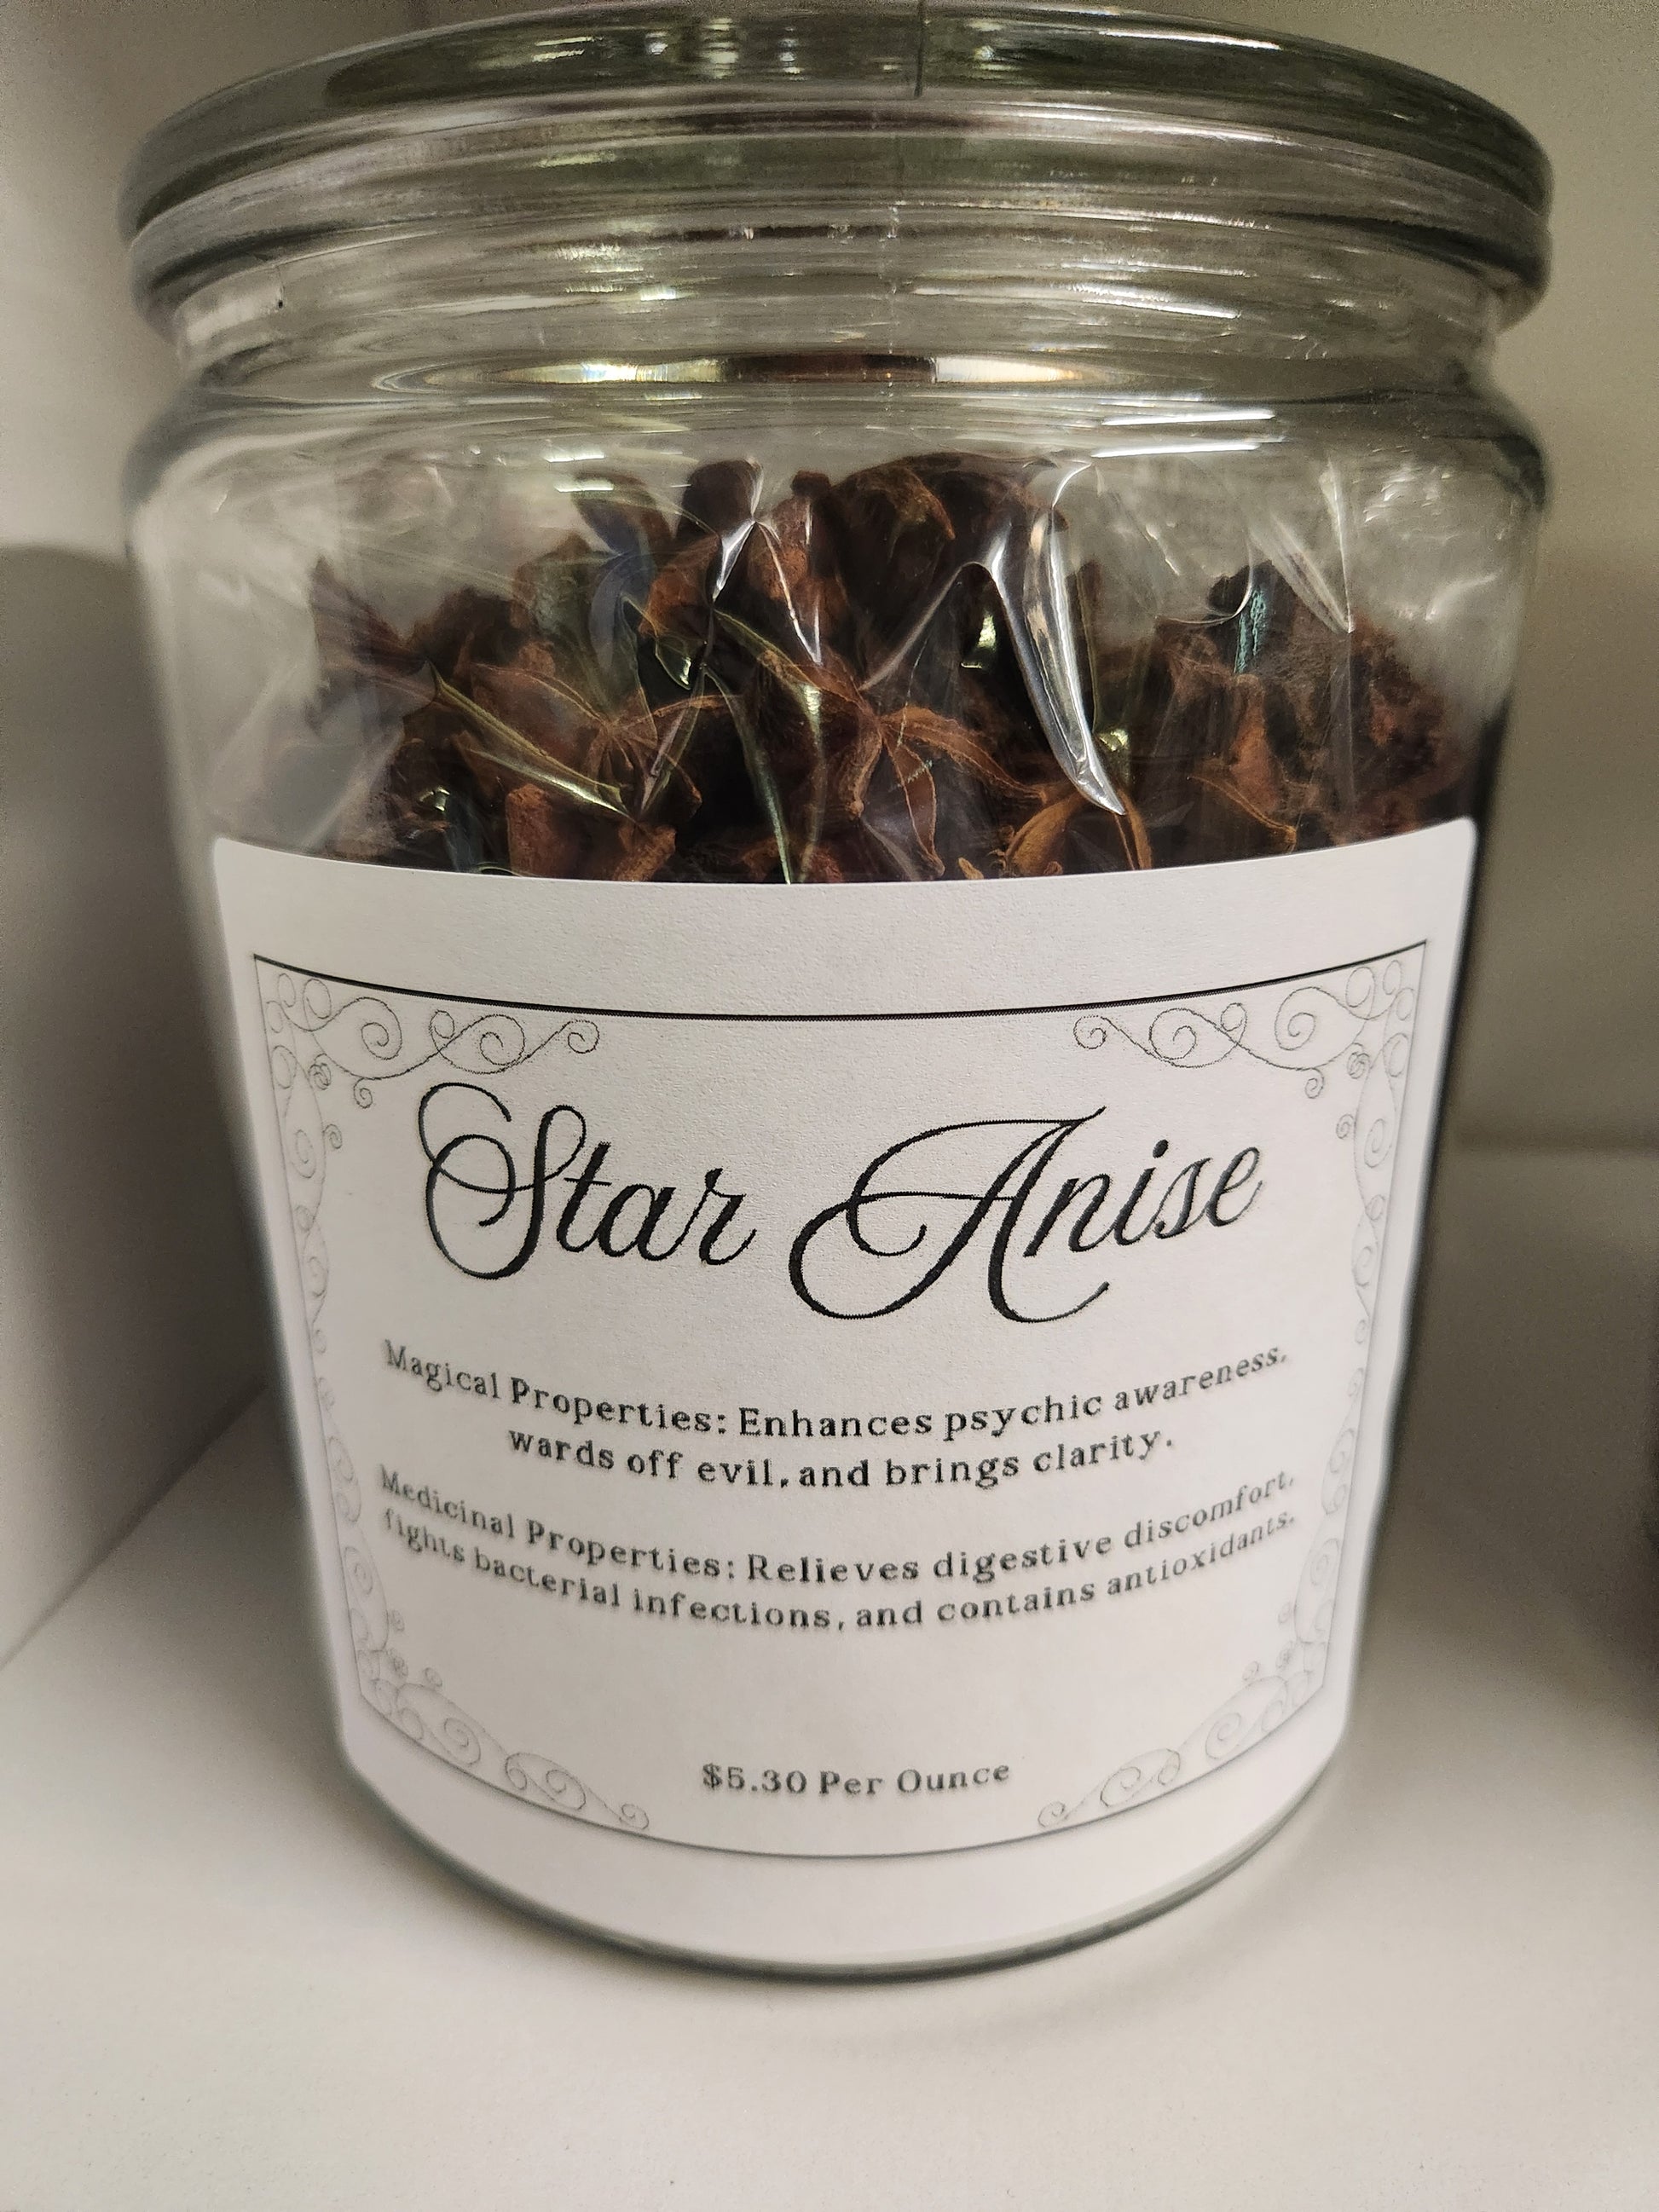 Star Anise
Magical Properties: Enhances psychic awareness,
wards off evil, and brings clarity.
Medicinal Properties: Relieves digestive discomfort,
fights bacterial infections, and contains antioxidants.
$5.30 Per Ounce